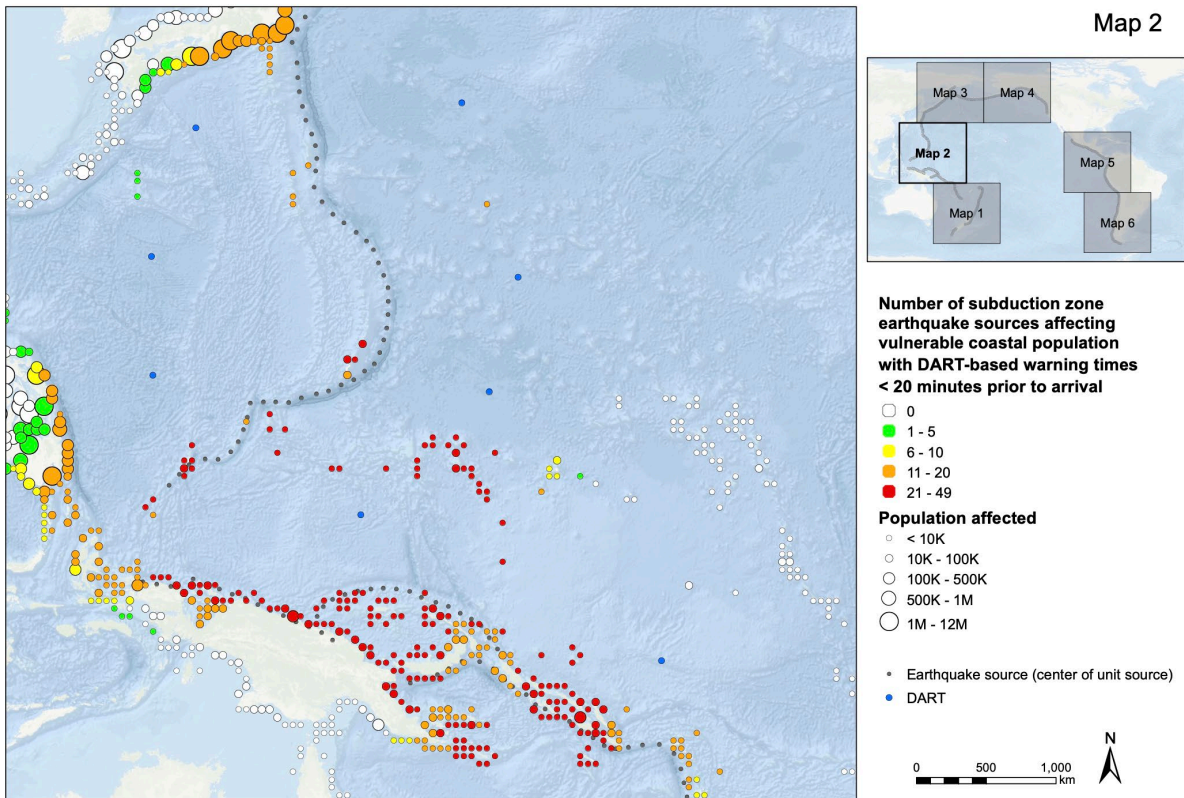 Map 2
Map 3
Map 4
Map 2
Map 5
Map 1
Map 6
Number of subduction zone
earthquake sources affecting
vulnerable coastal population
with DART-based warning times
< 20 minutes prior to arrival
0
1 - 5
6 - 10
11 - 20
21 - 49
Population affected
< 10K
10K - 100K
100K - 500K
500K - 1M
1M - 12M
Earthquake source (center of unit source)
DART
N
0 500 1,000
km